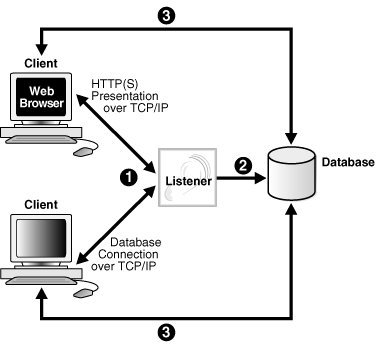 3
Client
Web
Browser
HTTP(S)
Presentation
over TCP/IP
1
Listener
2
Database
Client
Database
Connection
over TCP/IP
3